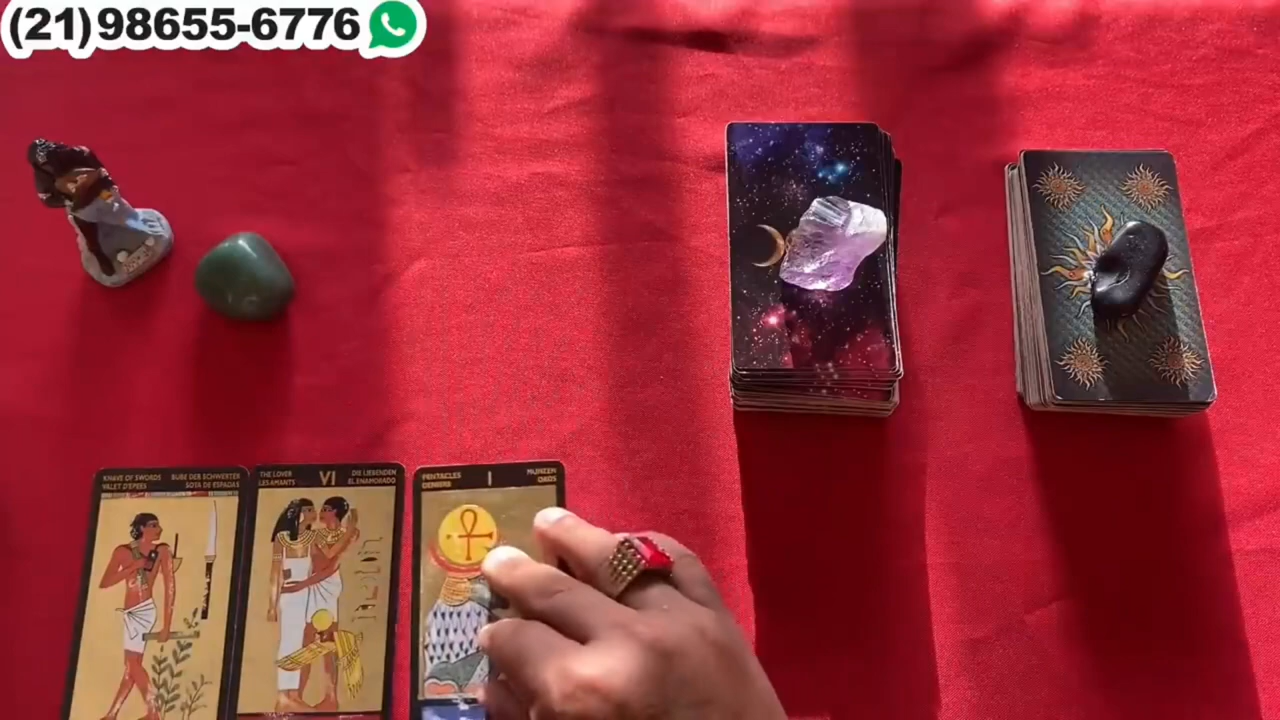 (21)98655-6776
KNAVE OF SWORDS BUBE DER SCHWERTER
VALET D'EPEES SOTA DE ESPADAS
THE LOVER VI DIE LIEBENDEN
LES AMANTS EL ENAMORADO
PENTACLES I MUNZEN
DENIERS OROS